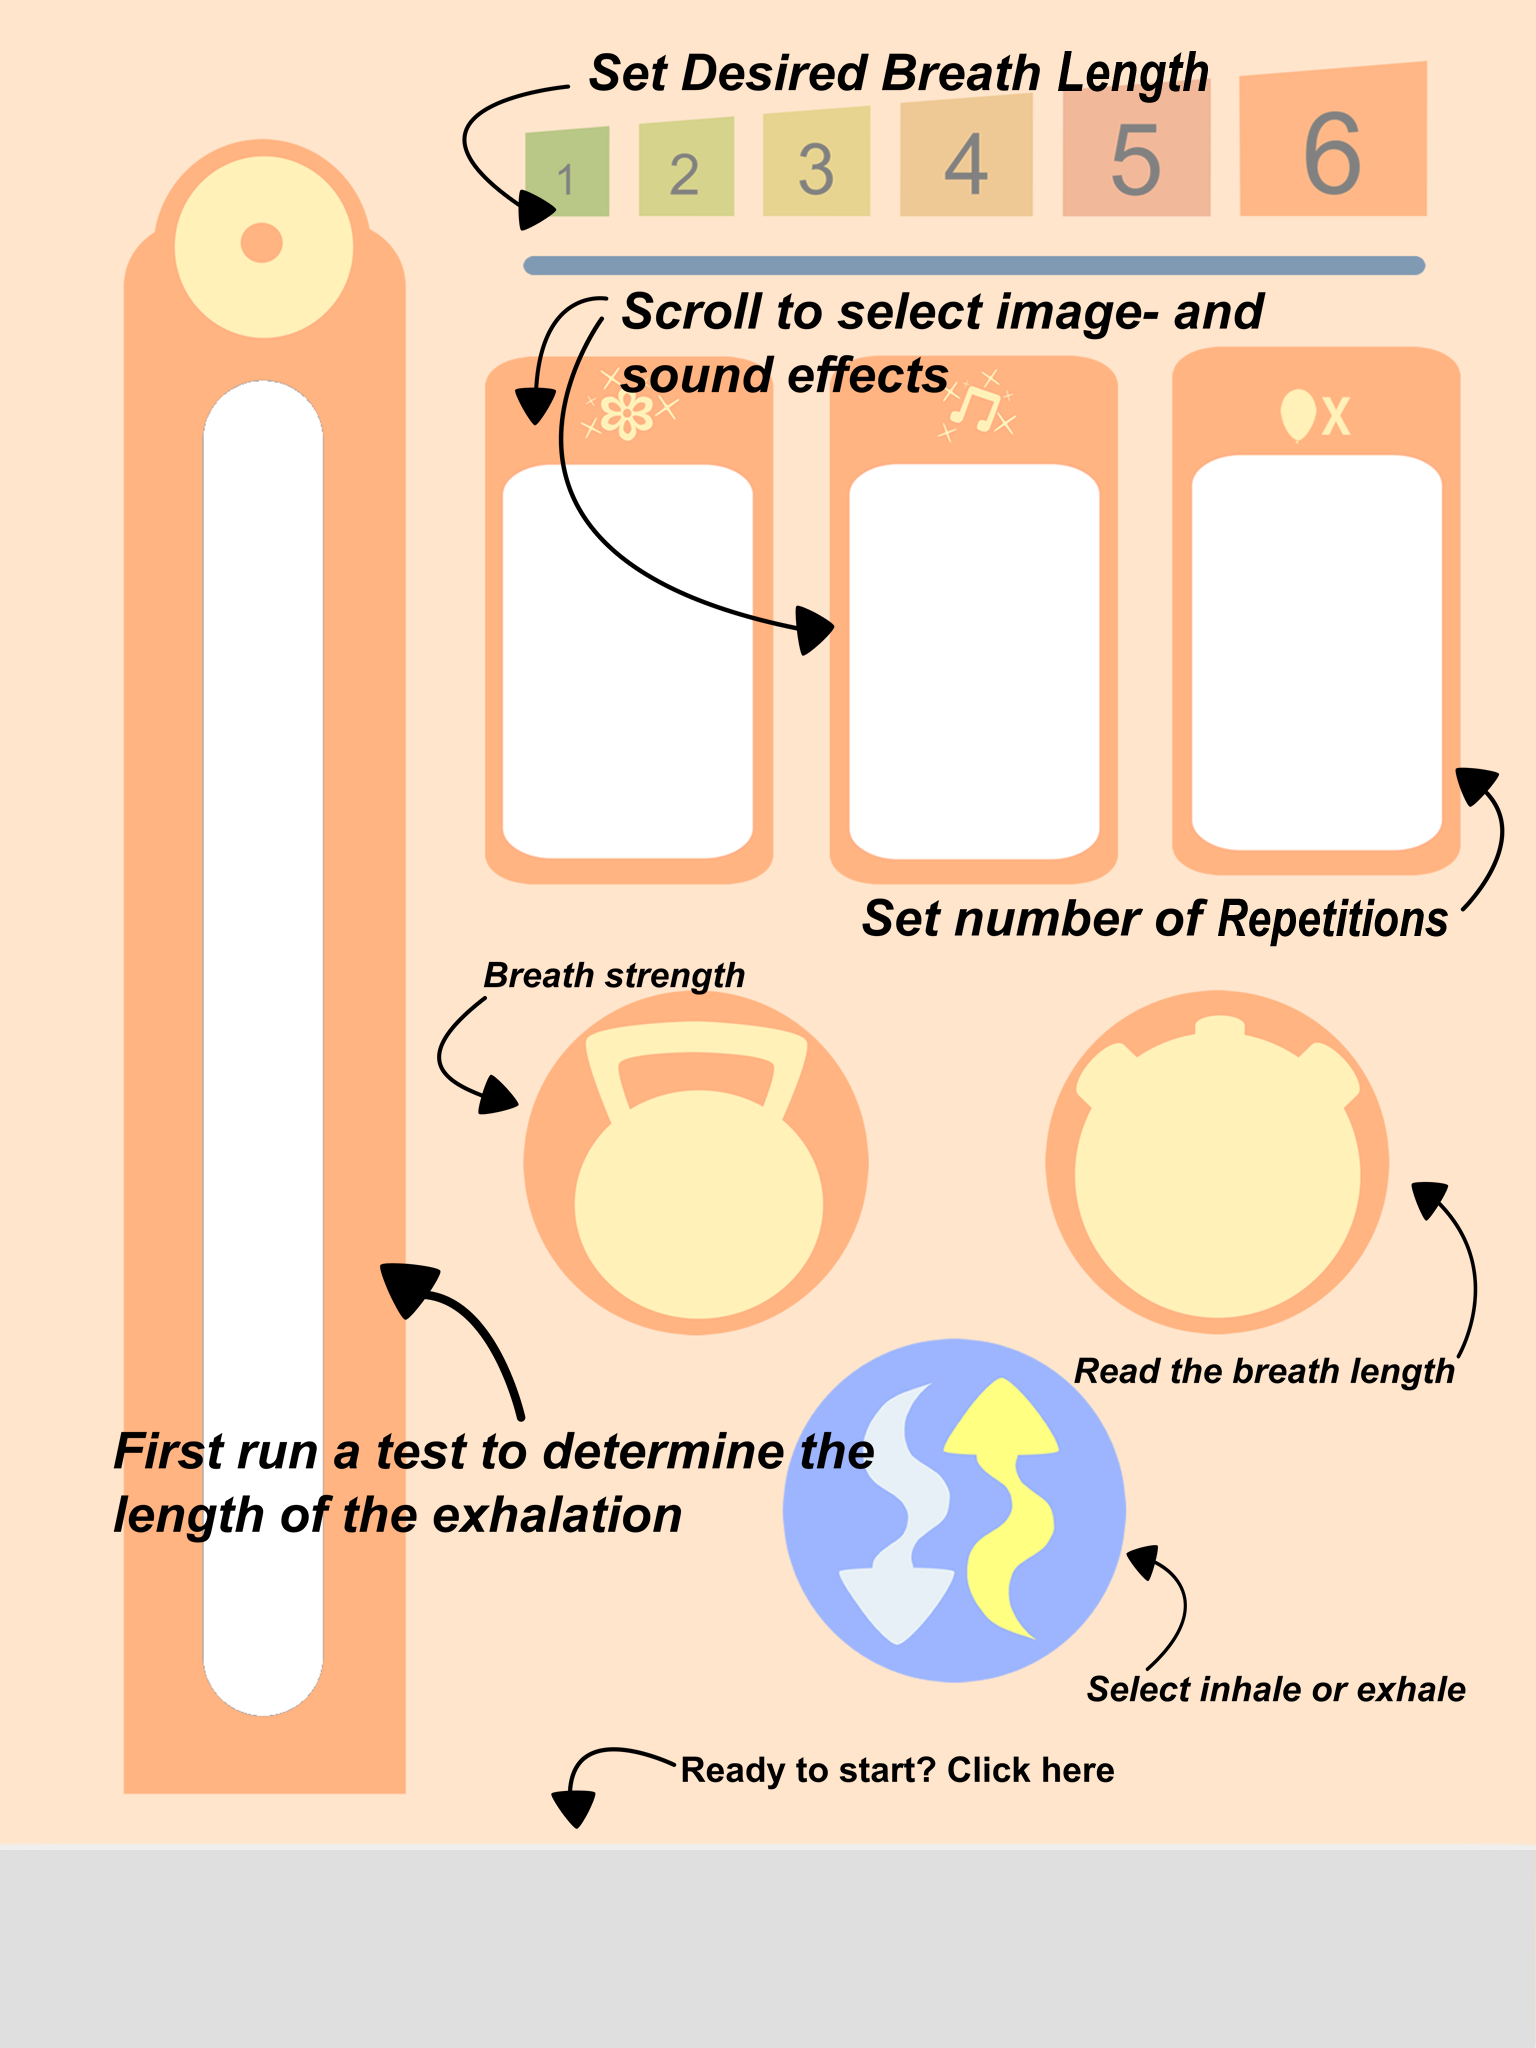 Set Desired Breath Length
1 2 3 4 5 6
Scroll to select image- and
sound effects
X
Set number of Repetitions
Breath strength
Read the breath length
First run a test to determine the
length of the exhalation
Select inhale or exhale
Ready to start? Click here